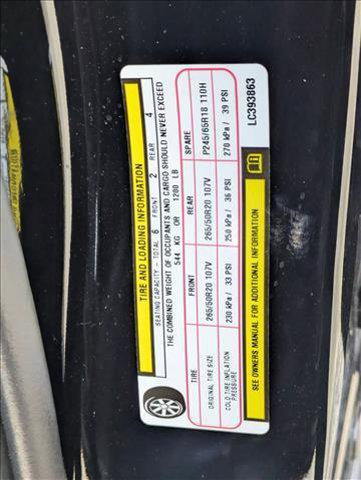 TIRE AND LOADING INFORMATION
SEATING CAPACITY - TOTAL 6 FRONT 2 REAR 4
THE COMBINED WEIGHT OF OCCUPANTS AND CARGO SHOULD NEVER EXCEED
544 KG OR 1200 LB
TIRE FRONT REAR SPARE
ORIGINAL TIRE SIZE 265/50R20 107V 265/50R20 107V P245/65R18 110H
COLD TIRE INFLATION PRESSURE 230 kPa / 33 PSI 250 kPa / 36 PSI 270 kPa / 39 PSI
SEE OWNERS MANUAL FOR ADDITIONAL INFORMATION
LC393863